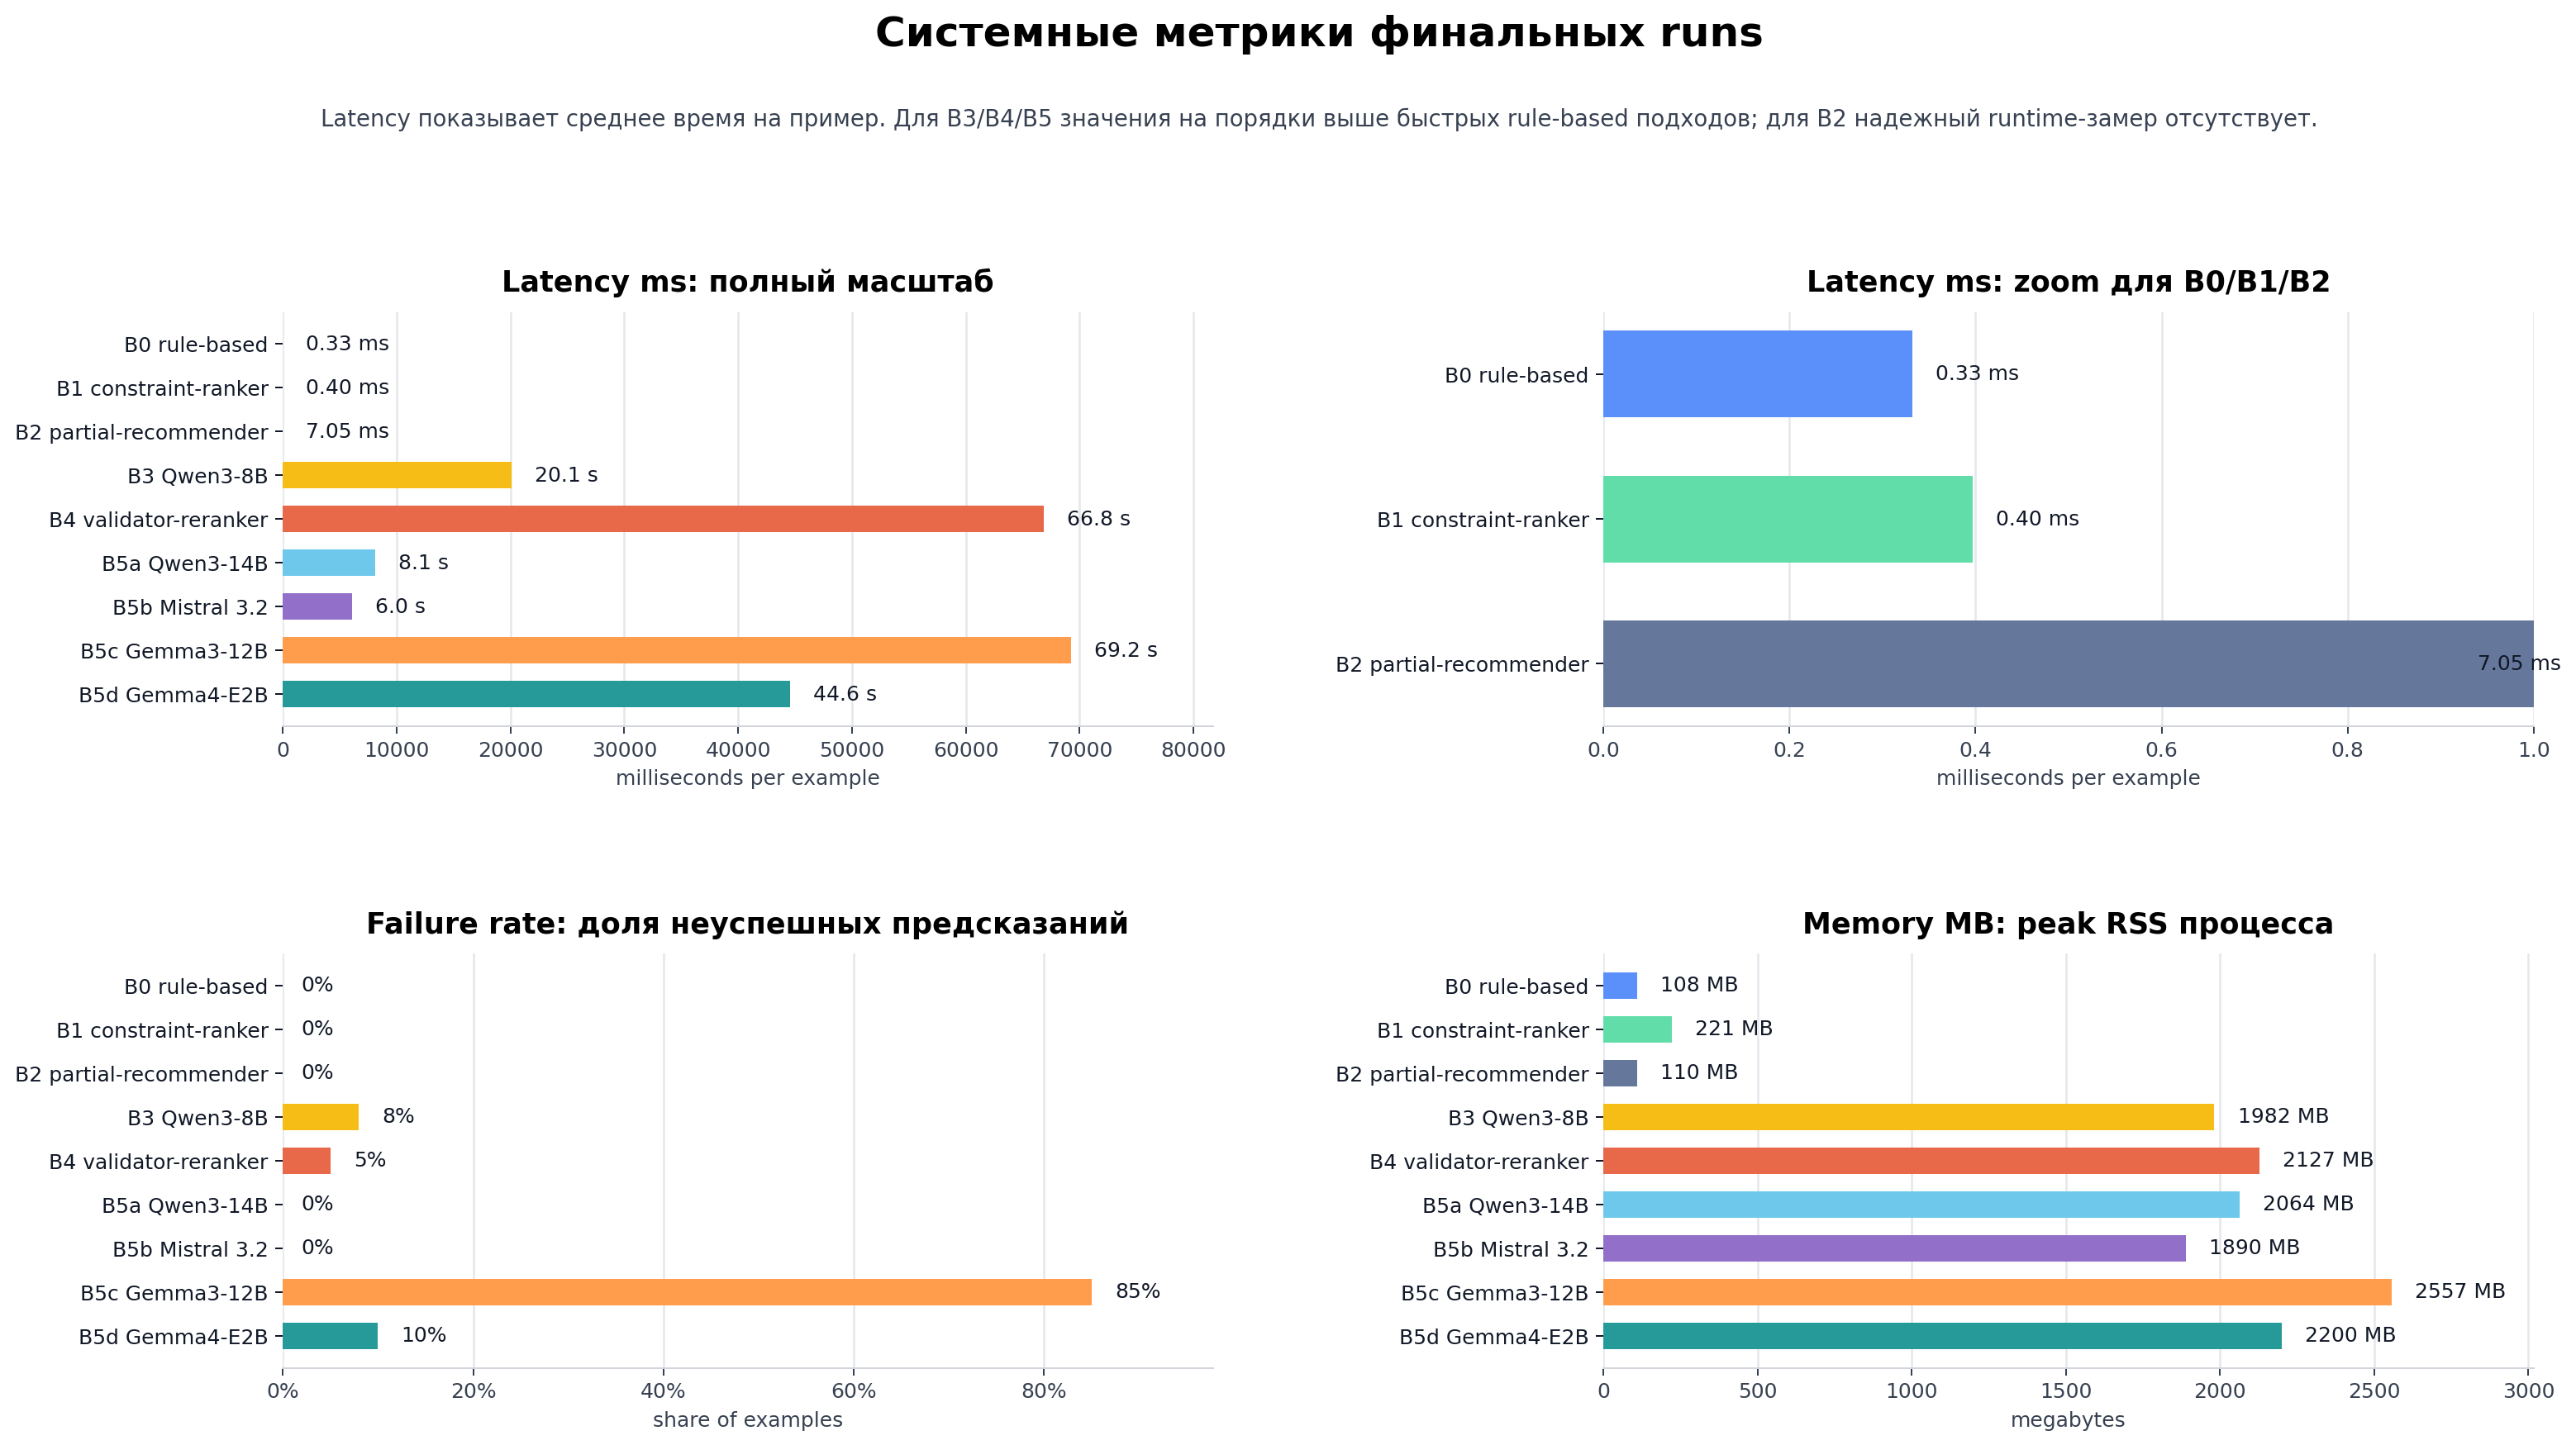 Системные метрики финальных runs
Latency показывает среднее время на пример. Для B3/B4/B5 значения на порядки выше быстрых rule-based подходов; для B2 надежный runtime-замер отсутствует.
Latency ms: полный масштаб
B0 rule-based 0.33 ms
B1 constraint-ranker 0.40 ms
B2 partial-recommender 7.05 ms
B3 Qwen3-8B 20.1 s
B4 validator-reranker 66.8 s
B5a Qwen3-14B 8.1 s
B5b Mistral 3.2 6.0 s
B5c Gemma3-12B 69.2 s
B5d Gemma4-E2B 44.6 s
0 10000 20000 30000 40000 50000 60000 70000 80000
milliseconds per example
Latency ms: zoom для B0/B1/B2
B0 rule-based 0.33 ms
B1 constraint-ranker 0.40 ms
B2 partial-recommender 7.05 ms
0.0 0.2 0.4 0.6 0.8 1.0
milliseconds per example
Failure rate: доля неуспешных предсказаний
B0 rule-based 0%
B1 constraint-ranker 0%
B2 partial-recommender 0%
B3 Qwen3-8B 8%
B4 validator-reranker 5%
B5a Qwen3-14B 0%
B5b Mistral 3.2 0%
B5c Gemma3-12B 85%
B5d Gemma4-E2B 10%
0% 20% 40% 60% 80%
share of examples
Memory MB: peak RSS процесса
B0 rule-based 108 MB
B1 constraint-ranker 221 MB
B2 partial-recommender 110 MB
B3 Qwen3-8B 1982 MB
B4 validator-reranker 2127 MB
B5a Qwen3-14B 2064 MB
B5b Mistral 3.2 1890 MB
B5c Gemma3-12B 2557 MB
B5d Gemma4-E2B 2200 MB
0 500 1000 1500 2000 2500 3000
megabytes